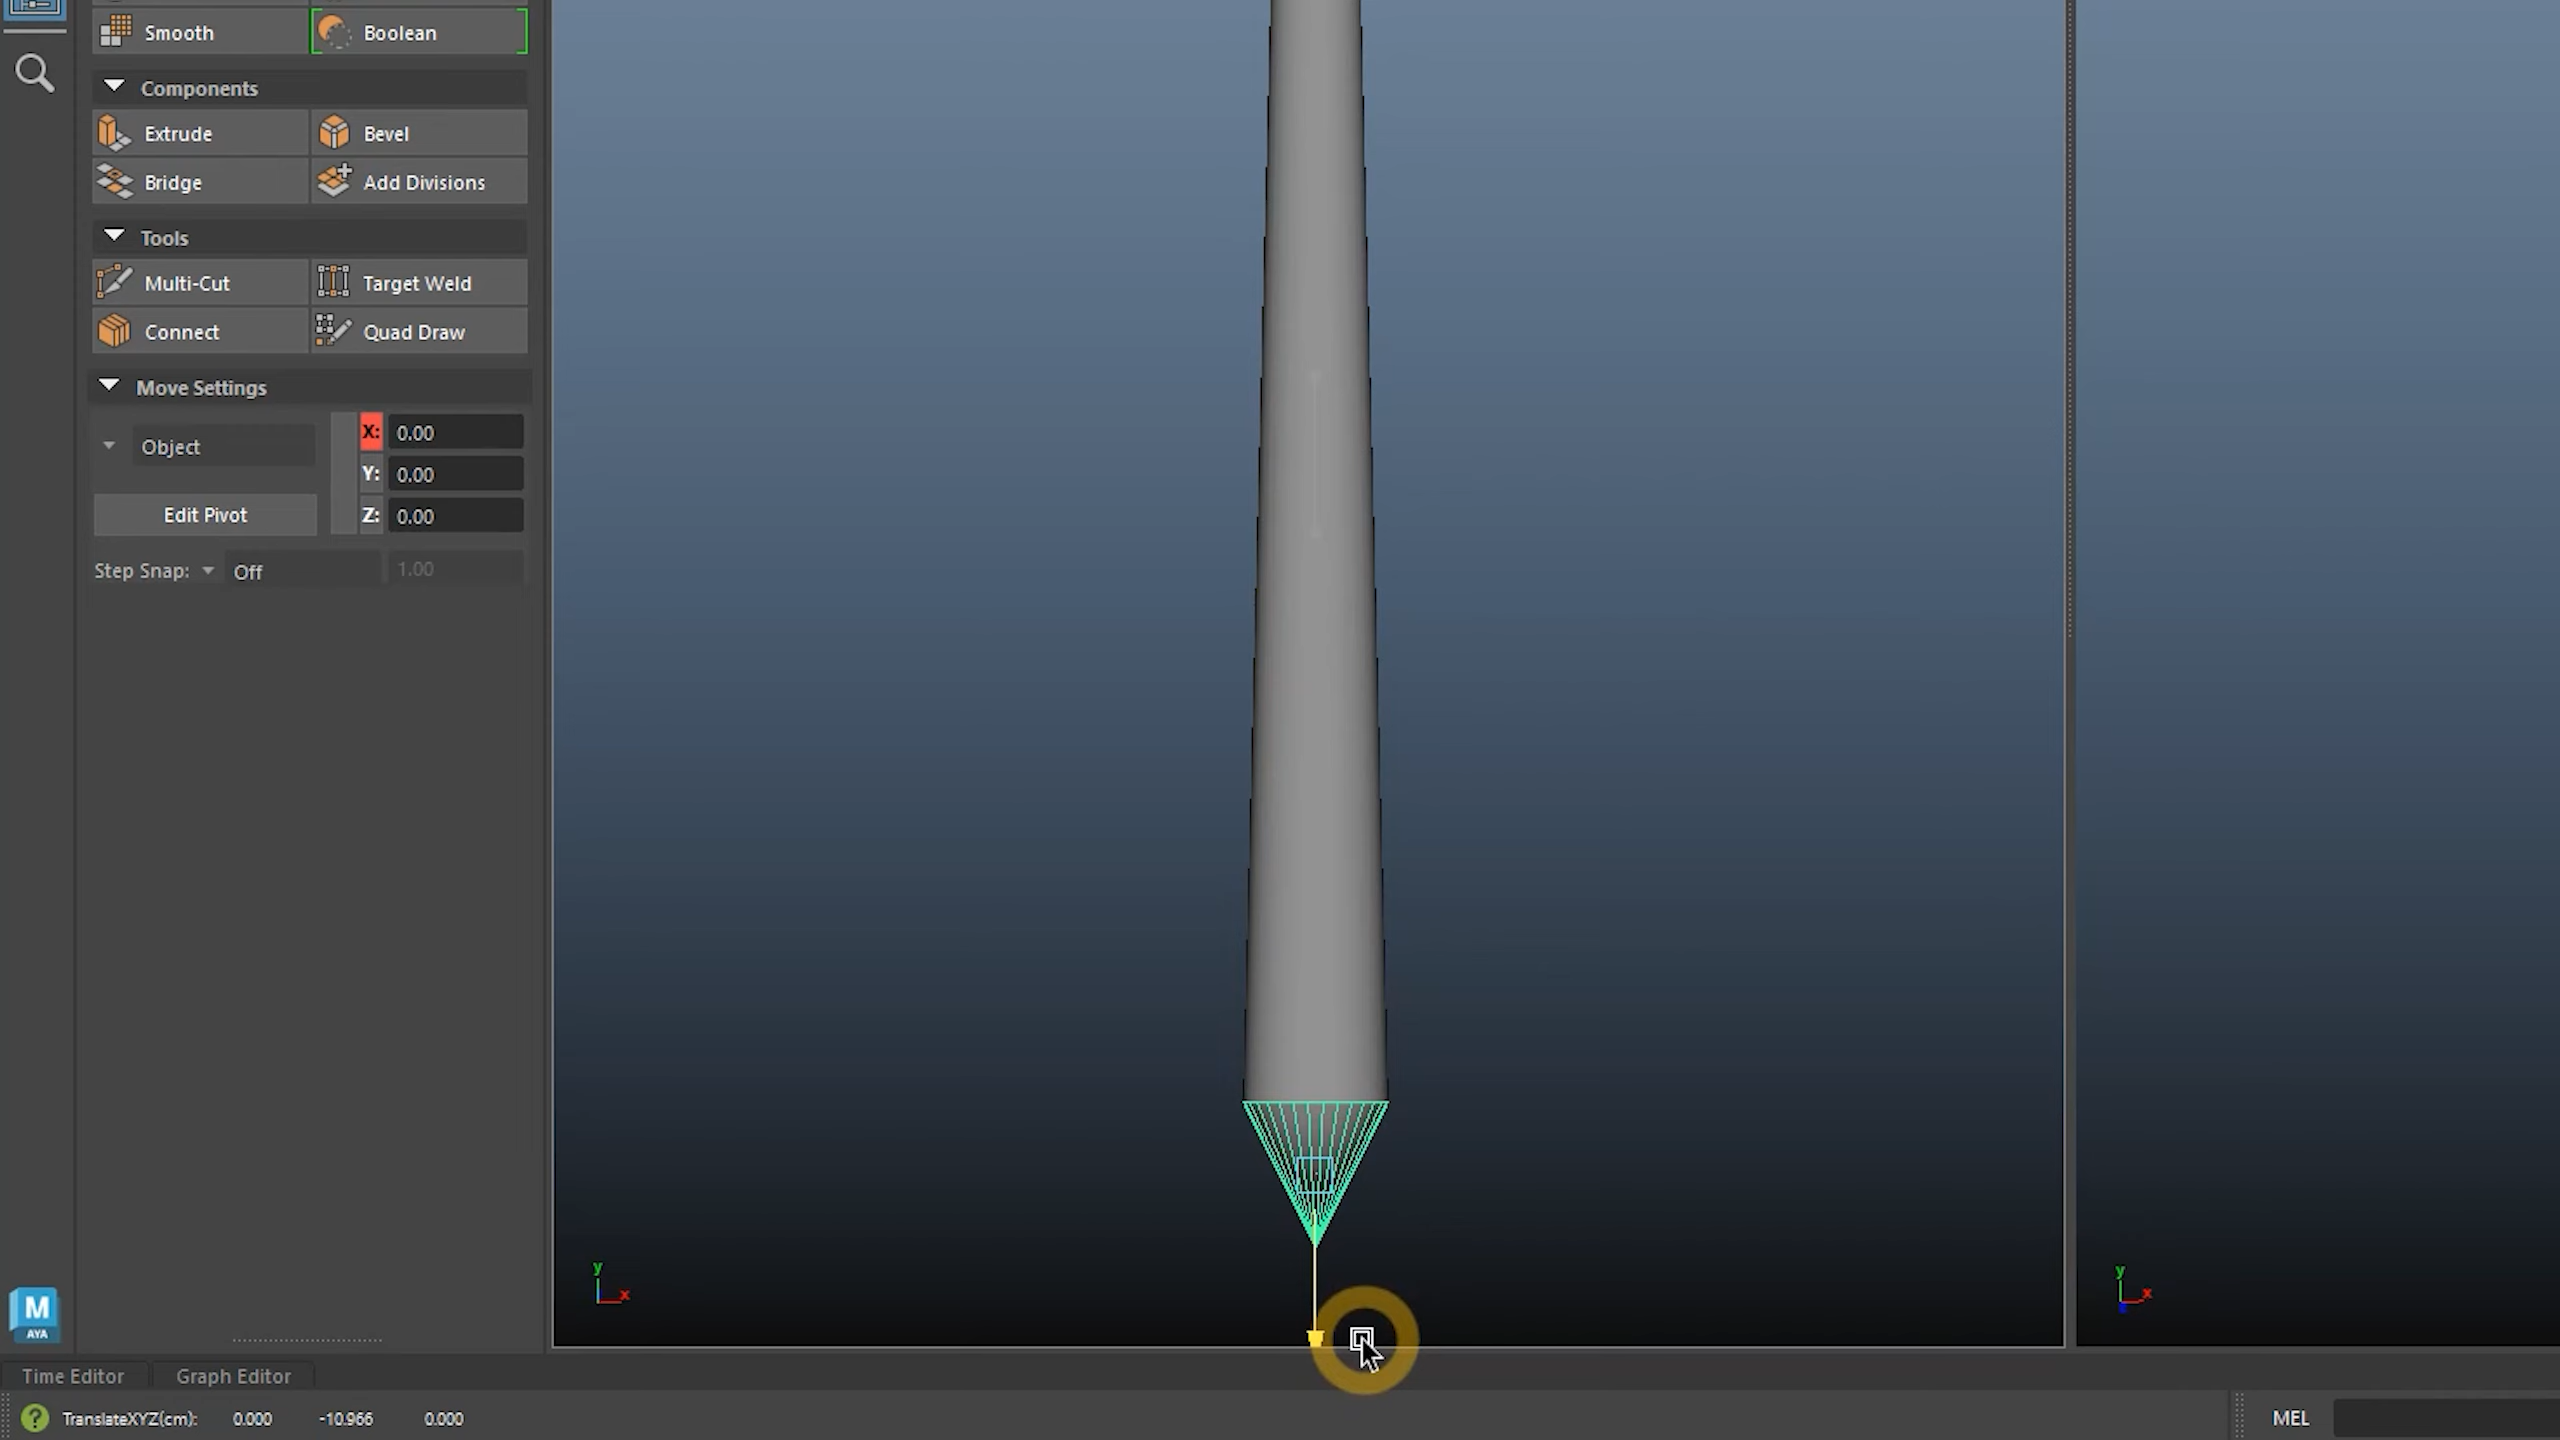 Smooth
Boolean
Components
Extrude
Bevel
Bridge
Add Divisions
Tools
Multi-Cut
Target Weld
Connect
Quad Draw
Move Settings
Object
X: 0.00
Y: 0.00
Z: 0.00
Edit Pivot
Step Snap: Off 1.00
y
x
y
x
M
AYA
Time Editor
Graph Editor
TranslateXYZ(cm): 0.000 -10.966 0.000
MEL